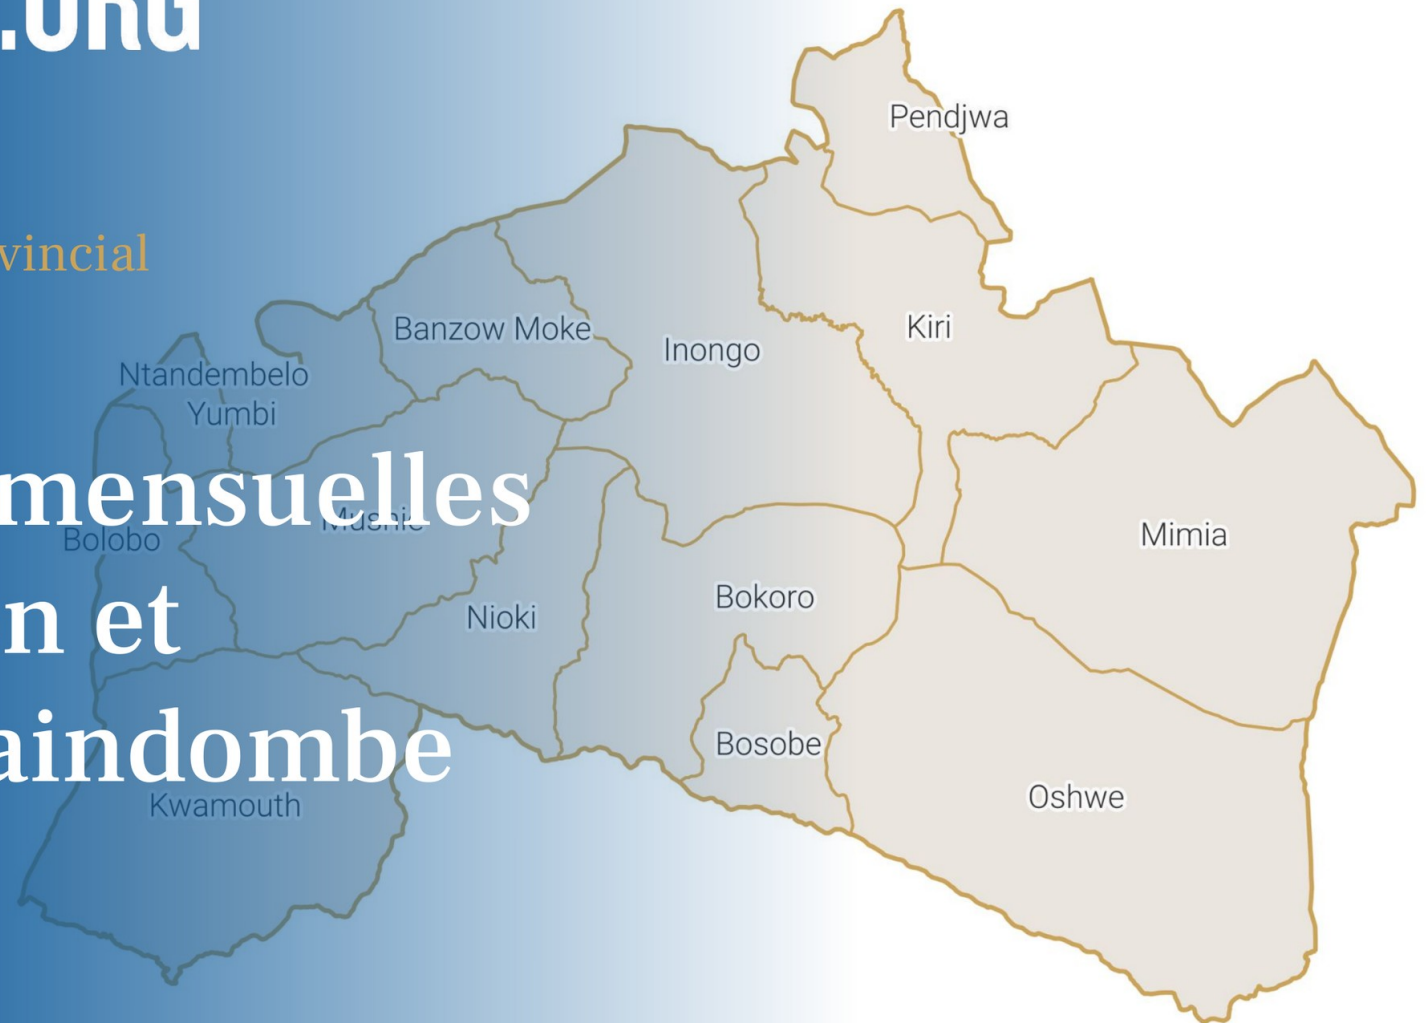 .ORG
vincial
mensuelles
n et
aindombe
Pendjwa
Kiri
Banzow Moke
Inongo
Ntandembelo
Yumbi
Mushie
Bolobo
Mimia
Bokoro
Nioki
Bosobe
Oshwe
Kwamouth